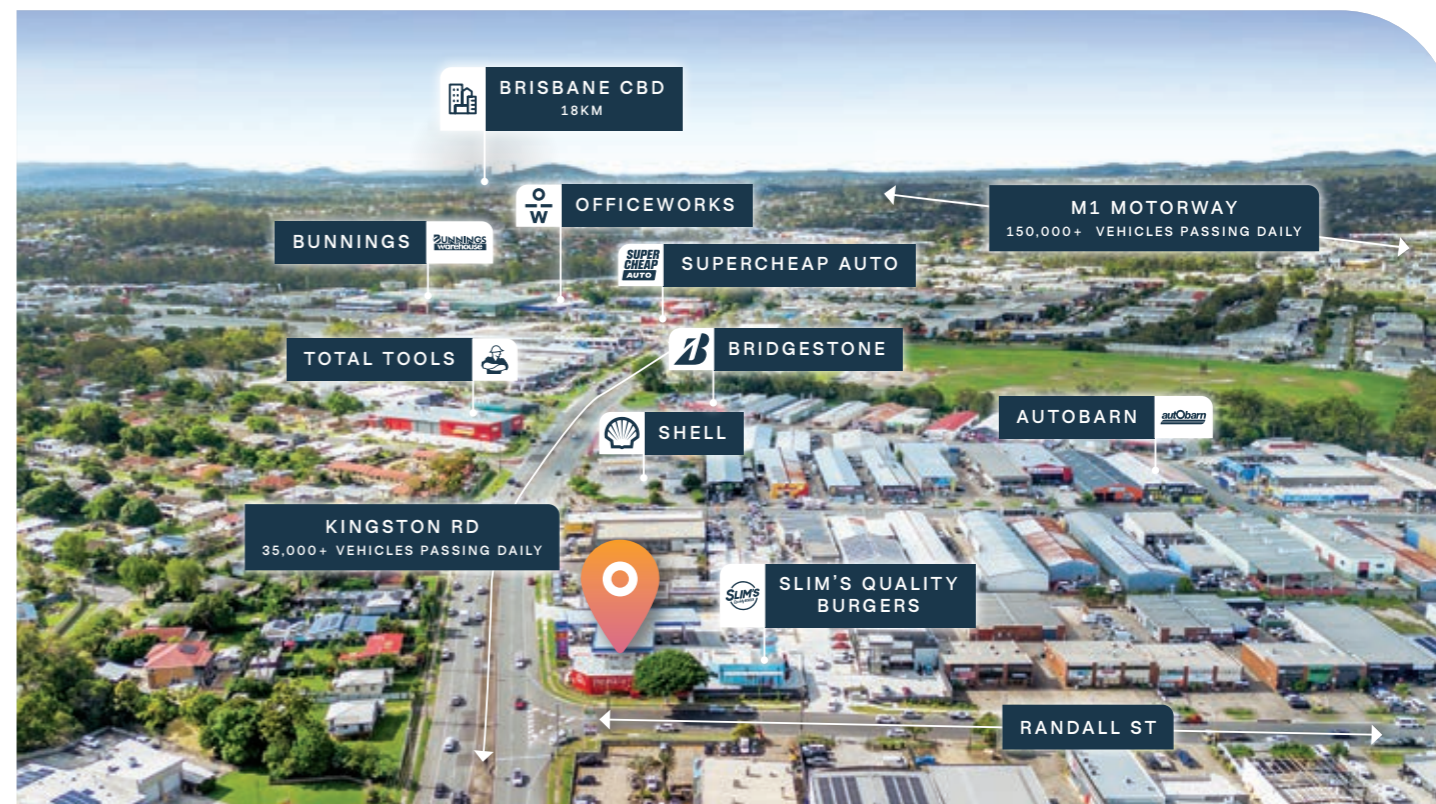 BRISBANE CBD
18KM
O
W
OFFICEWORKS
M1 MOTORWAY
150,000+ VEHICLES PASSING DAILY
BUNNINGS
BUNNINGS
warehouse
SUPER
CHEAP
AUTO
SUPERCHEAP AUTO
BRIDGESTONE
TOTAL TOOLS
AUTOBARN
autObarn
SHELL
KINGSTON RD
35,000+ VEHICLES PASSING DAILY
SLIM'S
SLIM'S QUALITY
BURGERS
RANDALL ST